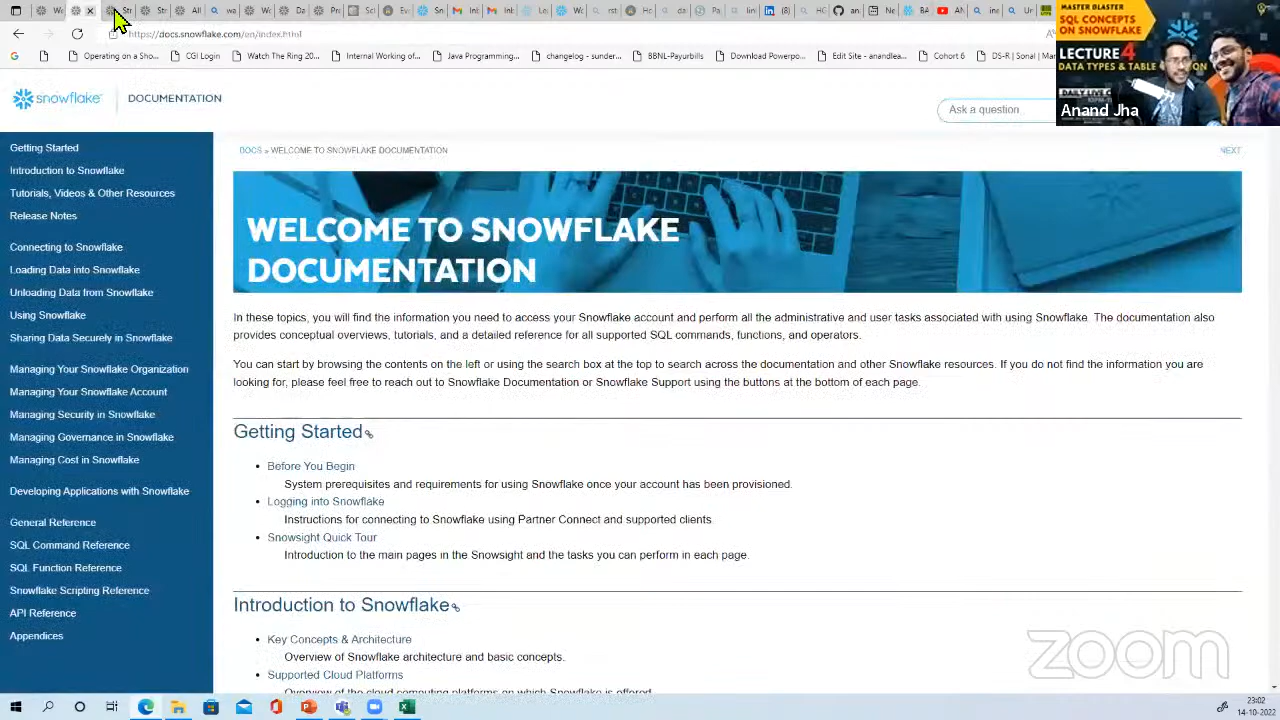 https://docs.snowflake.com/en/index.html
Operating on a Sho...
CGI Login
Watch The Ring 20...
Java Programming...
changelog - sunder...
BBNL-Payurbills
Download Powerpo...
Edit Site - anandlea...
Cohort 6
DS-R | Sonal
MASTER BLASTER
SQL CONCEPTS
ON SNOWFLAKE
LECTURE 4
DATA TYPES & TABLE
Anand Jha
snowflake
DOCUMENTATION
Ask a question
Getting Started
Introduction to Snowflake
Tutorials, Videos & Other Resources
Release Notes
Connecting to Snowflake
Loading Data into Snowflake
Unloading Data from Snowflake
Using Snowflake
Sharing Data Securely in Snowflake
Managing Your Snowflake Organization
Managing Your Snowflake Account
Managing Security in Snowflake
Managing Governance in Snowflake
Managing Cost in Snowflake
Developing Applications with Snowflake
General Reference
SQL Command Reference
SQL Function Reference
Snowflake Scripting Reference
API Reference
Appendices
DOCS » WELCOME TO SNOWFLAKE DOCUMENTATION
NEXT
WELCOME TO SNOWFLAKE
DOCUMENTATION
In these topics, you will find the information you need to access your Snowflake account and perform all the administrative and user tasks associated with using Snowflake. The documentation also
provides conceptual overviews, tutorials, and a detailed reference for all supported SQL commands, functions, and operators.
You can start by browsing the contents on the left or using the search box at the top to search across the documentation and other Snowflake resources. If you do not find the information you are
looking for, please feel free to reach out to Snowflake Documentation or Snowflake Support using the buttons at the bottom of each page.
Getting Started
Before You Begin
System prerequisites and requirements for using Snowflake once your account has been provisioned.
Logging into Snowflake
Instructions for connecting to Snowflake using Partner Connect and supported clients.
Snowsight Quick Tour
Introduction to the main pages in the Snowsight and the tasks you can perform in each page.
Introduction to Snowflake
Key Concepts & Architecture
Overview of Snowflake architecture and basic concepts.
Supported Cloud Platforms
Overview of the cloud computing platforms on which Snowflake is offered.
zoom
23:02
14-10-2022